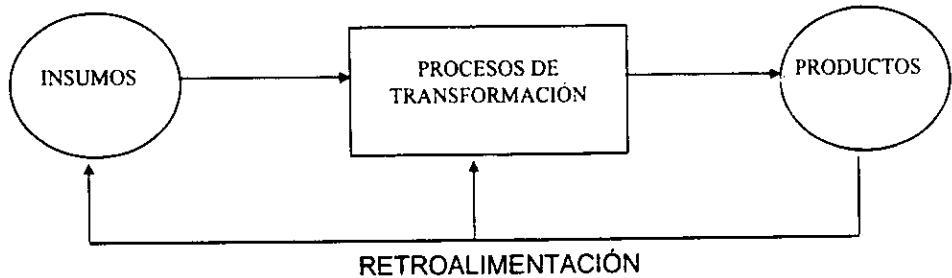 INSUMOS
PROCESOS DE
TRANSFORMACIÓN
PRODUCTOS
RETROALIMENTACIÓN